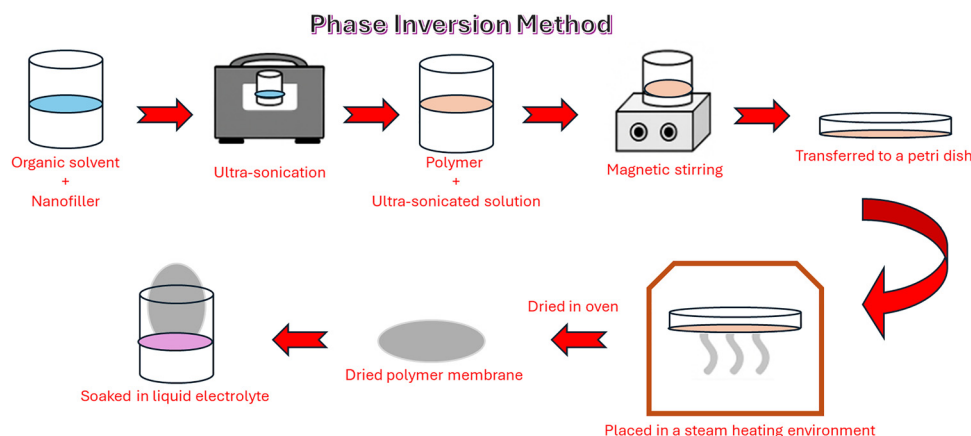 Phase Inversion Method
Organic solvent
+
Nanofiller
Ultra-sonication
Polymer
+
Ultra-sonicated solution
Magnetic stirring
Transferred to a petri dish
Placed in a steam heating environment
Dried in oven
Dried polymer membrane
Soaked in liquid electrolyte